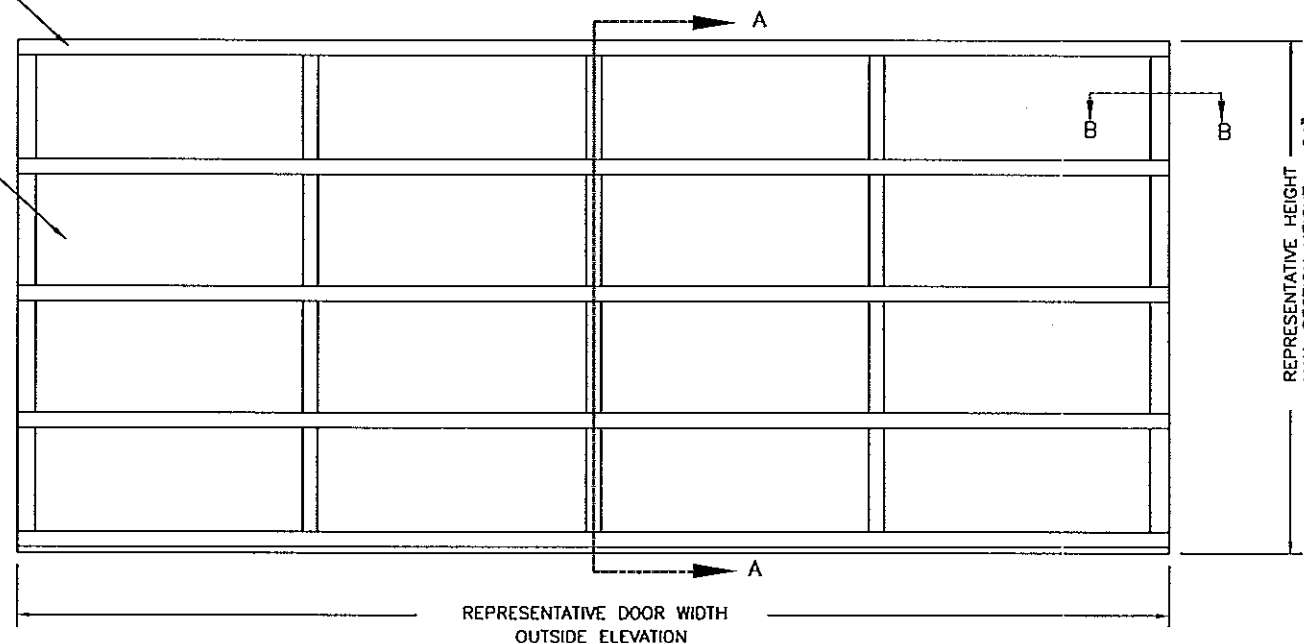 A
B
B
REPRESENTATIVE HEIGHT
A
REPRESENTATIVE DOOR WIDTH
OUTSIDE ELEVATION